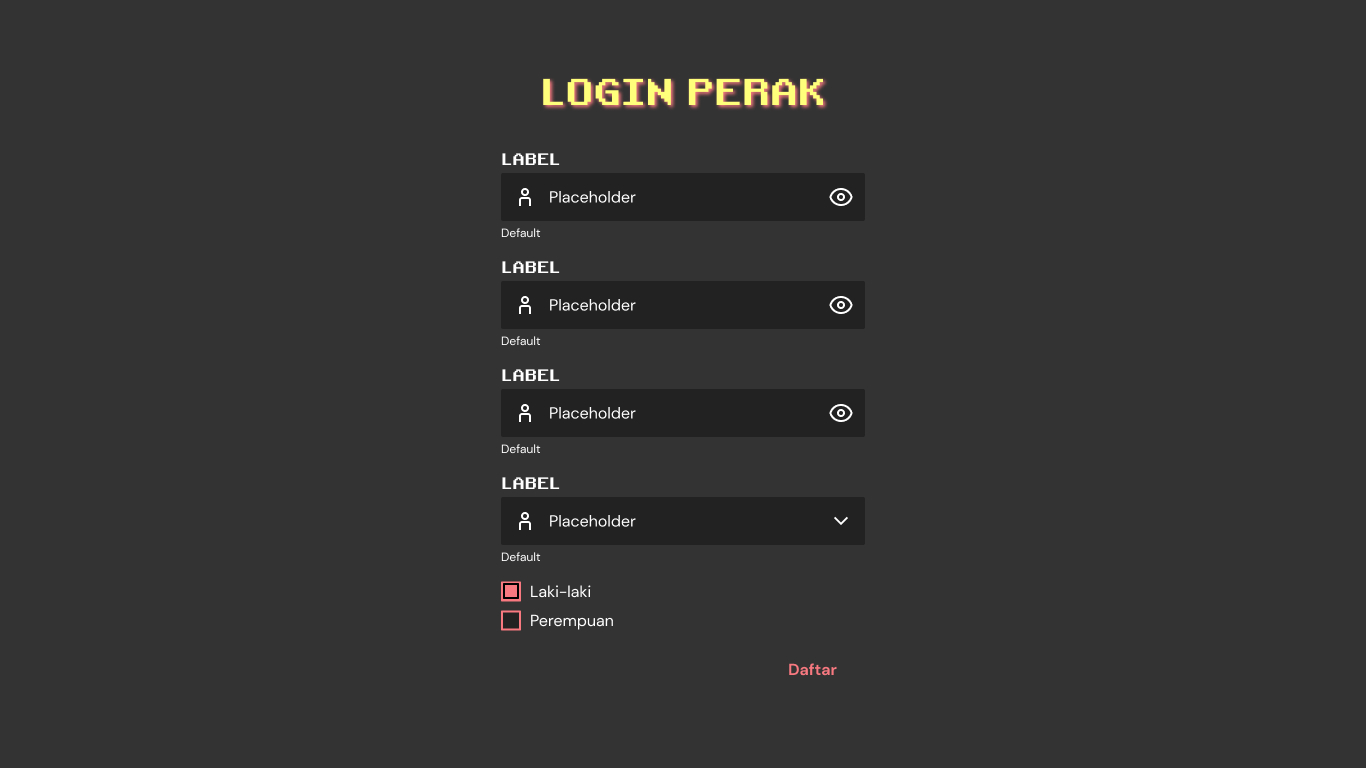 LOGIN PERAK
LABEL
Placeholder
Default
LABEL
Placeholder
Default
LABEL
Placeholder
Default
LABEL
Placeholder
Default
Laki-laki
Perempuan
Daftar